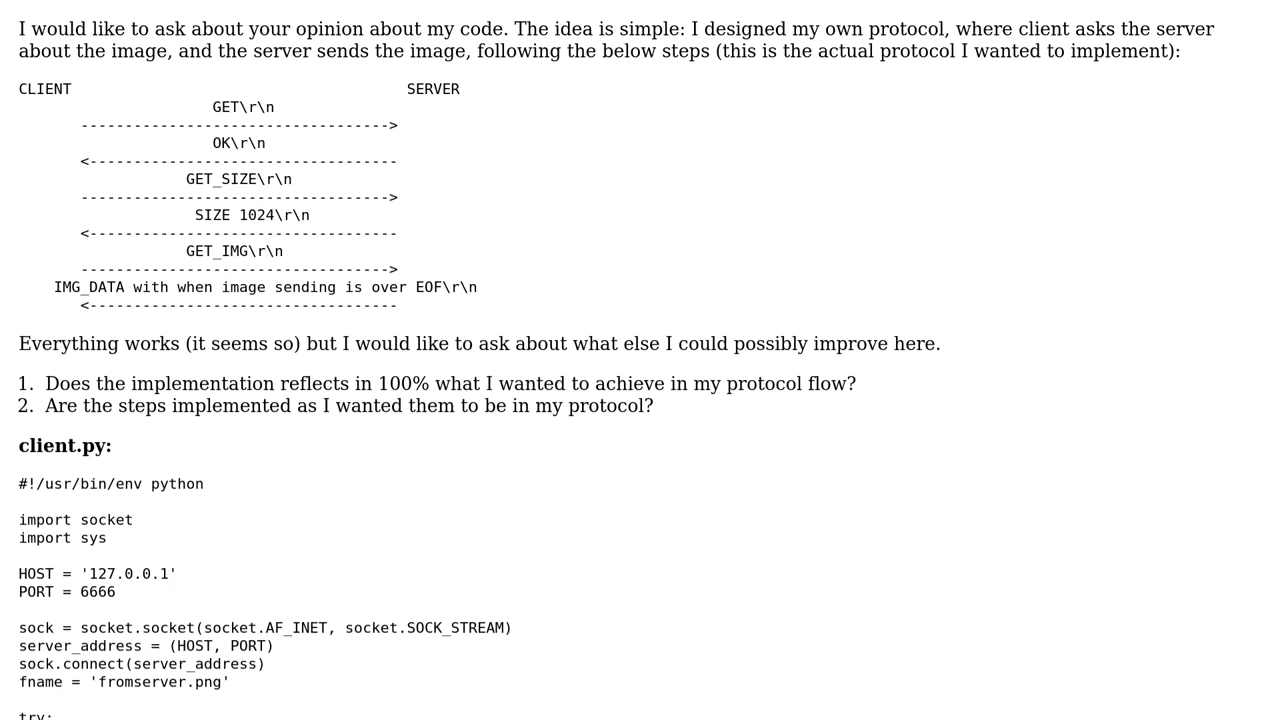 I would like to ask about your opinion about my code. The idea is simple: I designed my own protocol, where client asks the server
about the image, and the server sends the image, following the below steps (this is the actual protocol I wanted to implement):
CLIENT                                      SERVER
                      GET\r\n
       ----------------------------------->
                      OK\r\n
       <-----------------------------------
                   GET_SIZE\r\n
       ----------------------------------->
                    SIZE 1024\r\n
       <-----------------------------------
                   GET_IMG\r\n
       ----------------------------------->
    IMG_DATA with when image sending is over EOF\r\n
       <-----------------------------------
Everything works (it seems so) but I would like to ask about what else I could possibly improve here.
1. Does the implementation reflects in 100% what I wanted to achieve in my protocol flow?
2. Are the steps implemented as I wanted them to be in my protocol?
client.py:
#!/usr/bin/env python
import socket
import sys
HOST = '127.0.0.1'
PORT = 6666
sock = socket.socket(socket.AF_INET, socket.SOCK_STREAM)
server_address = (HOST, PORT)
sock.connect(server_address)
fname = 'fromserver.png'
try: